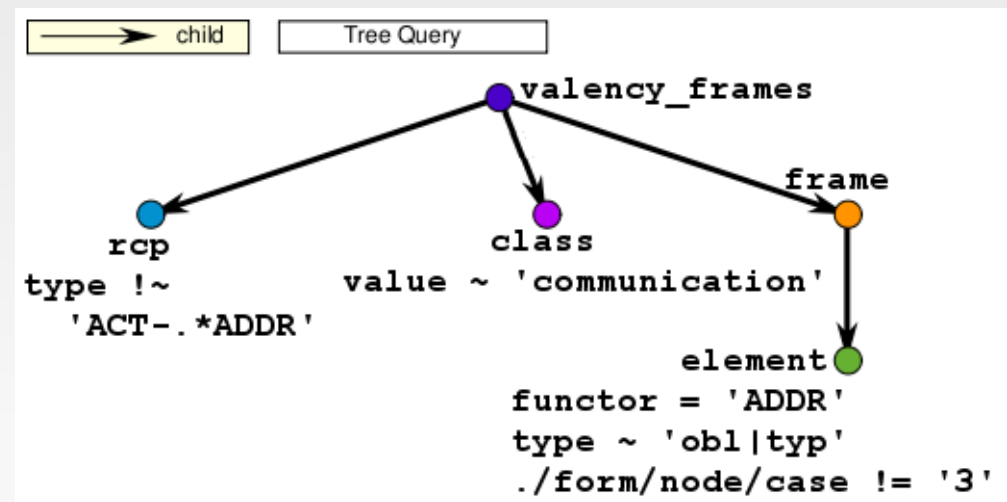 child
Tree Query
valency_frames
frame
rcp
type !~
'ACT-.*ADDR'
class
value ~ 'communication'
element
functor = 'ADDR'
type ~ 'obl|typ'
./form/node/case != '3'